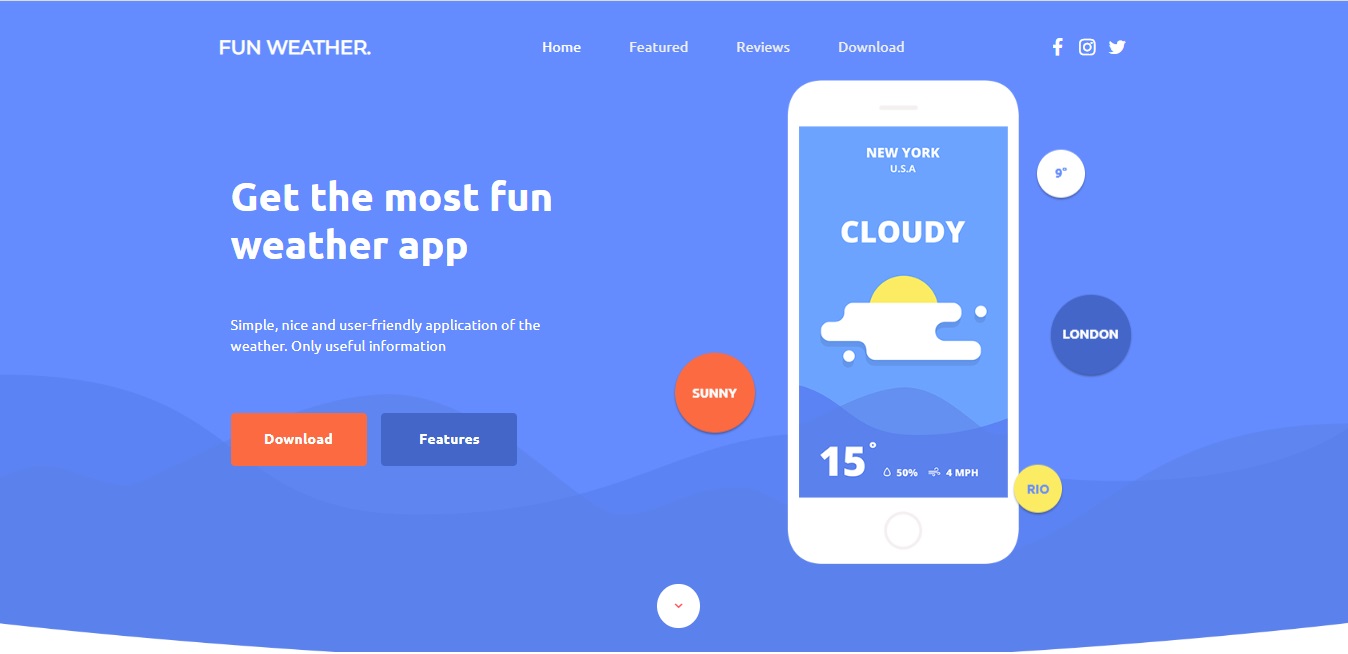 FUN WEATHER.
Home Featured Reviews Download
Get the most fun
weather app
Simple, nice and user-friendly application of the
weather. Only useful information
Download Features
NEW YORK
U.S.A
CLOUDY
15° 50% 4 MPH
9°
LONDON
SUNNY
RIO